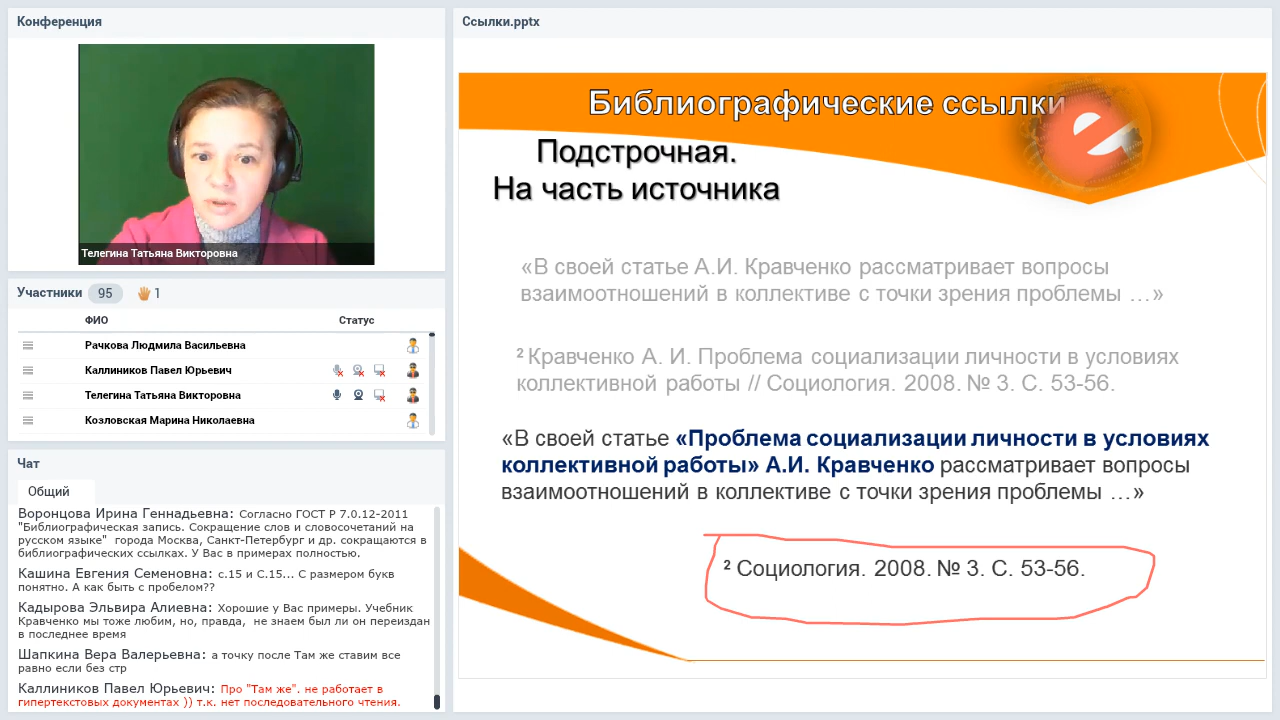 Конференция
Телегина Татьяна Викторовна
Участники 95 1
ФИО Статус
Рачкова Людмила Васильевна
Каллиников Павел Юрьевич
Телегина Татьяна Викторовна
Козловская Марина Николаевна
Чат
Общий
Воронцова Ирина Геннадьевна: Согласно ГОСТ Р 7.0.12-2011
"Библиографическая запись. Сокращение слов и словосочетаний на
русском языке" города Москва, Санкт-Петербург и др. сокращаются в
библиографических ссылках. У Вас в примерах полностью.
Кашина Евгения Семеновна: с.15 и С.15... С размером букв
понятно. А как быть с пробелом??
Кадырова Эльвира Алиевна: Хорошие у Вас примеры. Учебник
Кравченко мы тоже любим, но, правда, не знаем был ли он переиздан
в последнее время
Шапкина Вера Валерьевна: а точку после Там же ставим все
равно если без стр
Каллиников Павел Юрьевич: Про "Там же". не работает в
гипертекстовых документах )) т.к. нет последовательного чтения.
Ссылки.pptx
Библиографические ссылки
Подстрочная.
На часть источника
«В своей статье А.И. Кравченко рассматривает вопросы
взаимоотношений в коллективе с точки зрения проблемы …»
² Кравченко А. И. Проблема социализации личности в условиях
коллективной работы // Социология. 2008. № 3. С. 53-56.
«В своей статье «Проблема социализации личности в условиях
коллективной работы» А.И. Кравченко рассматривает вопросы
взаимоотношений в коллективе с точки зрения проблемы …»
² Социология. 2008. № 3. С. 53-56.